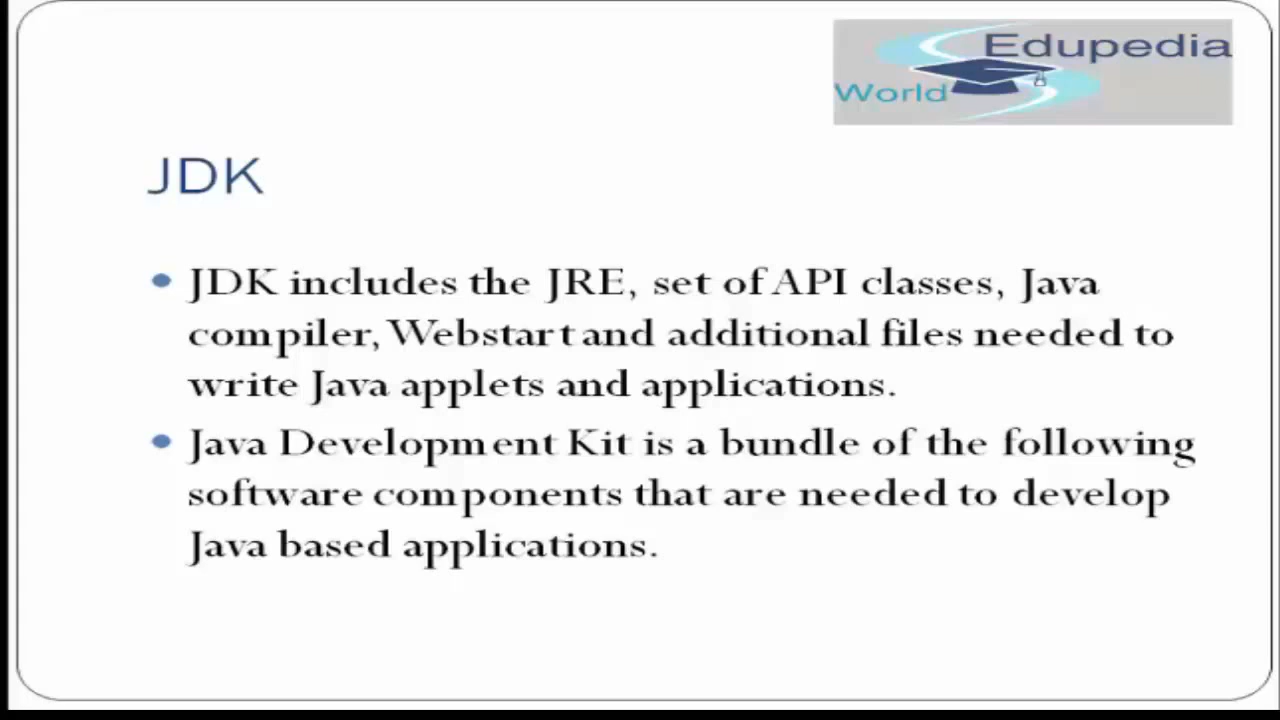 Edupedia
World
JDK
JDK includes the JRE, set of API classes, Java
compiler, Webstart and additional files needed to
write Java applets and applications.
Java Development Kit is a bundle of the following
software components that are needed to develop
Java based applications.